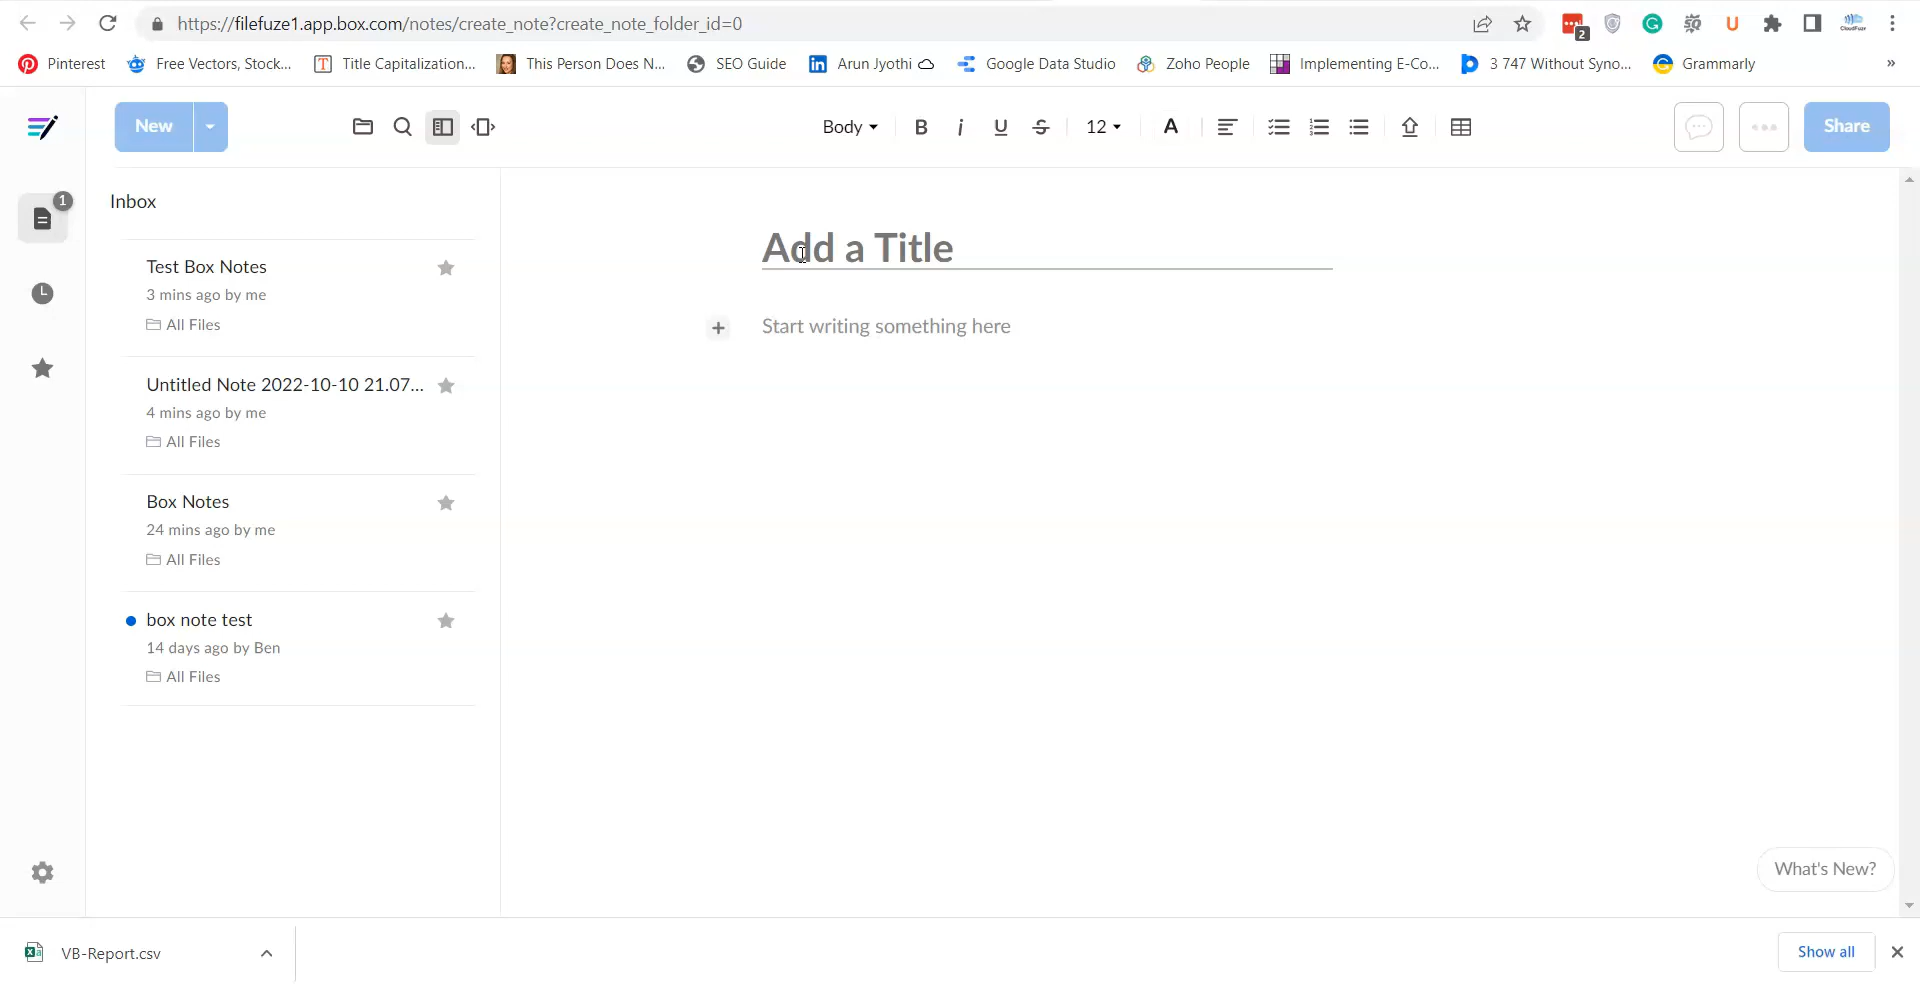 https://filefuze1.app.box.com/notes/create_note?create_note_folder_id=0
2
Pinterest
Free Vectors, Stock...
Title Capitalization...
This Person Does N...
SEO Guide
Arun Jyothi
Google Data Studio
Zoho People
Implementing E-Co...
3 747 Without Syno...
Grammarly
»
New
Body
B
i
U
S
12
A
Share
1
Inbox
Test Box Notes
3 mins ago by me
All Files
Untitled Note 2022-10-10 21.07...
4 mins ago by me
All Files
Box Notes
24 mins ago by me
All Files
box note test
14 days ago by Ben
All Files
Add a Title
Start writing something here
What's New?
VB-Report.csv
Show all